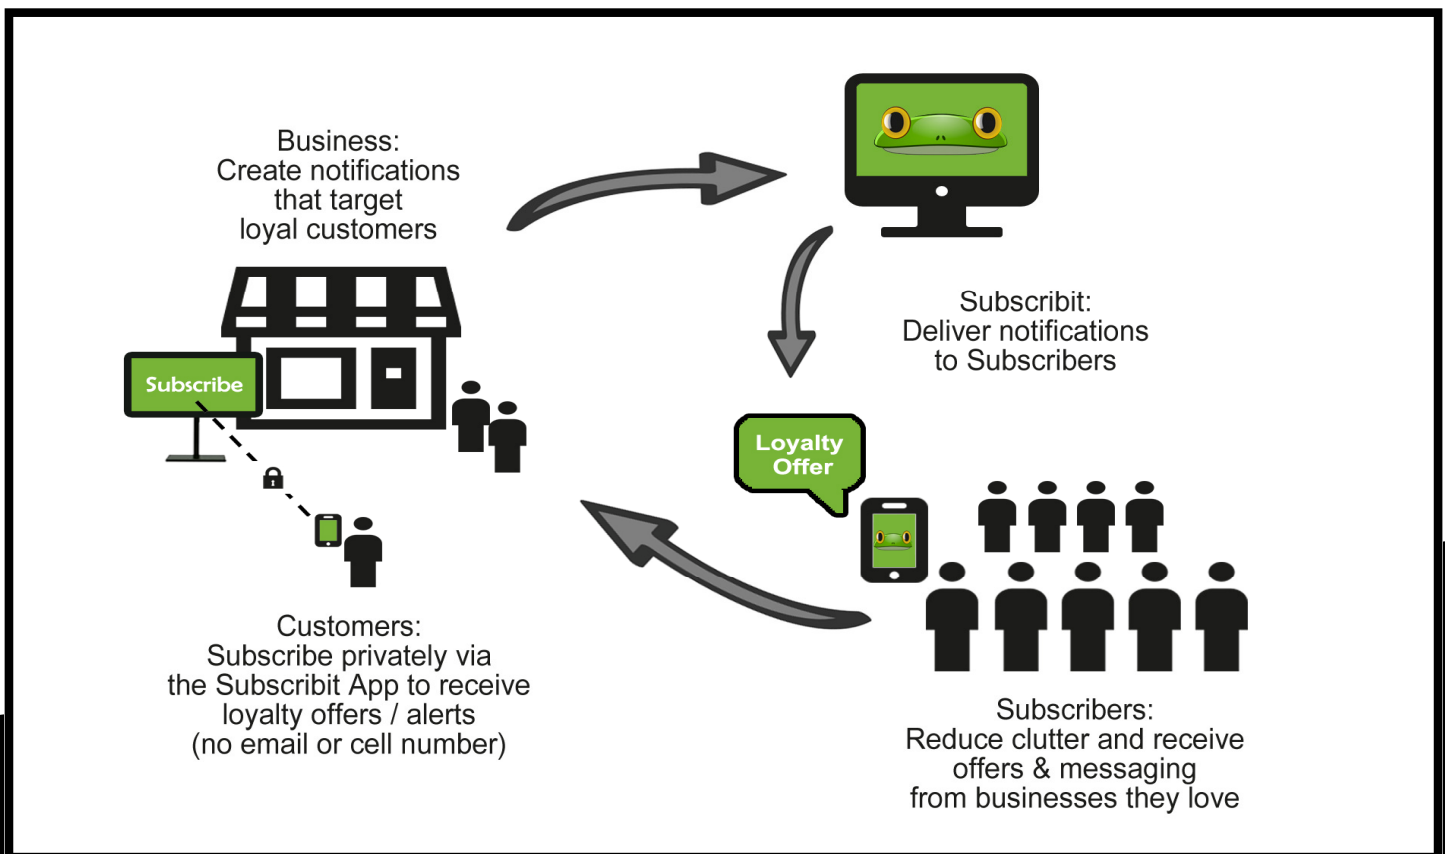 Business:
Create notifications
that target
loyal customers
Subscribe
Customers:
Subscribe privately via
the Subscribit App to receive
loyalty offers / alerts
(no email or cell number)
Subscribit:
Deliver notifications
to Subscribers
Loyalty
Offer
Subscribers:
Reduce clutter and receive
offers & messaging
from businesses they love